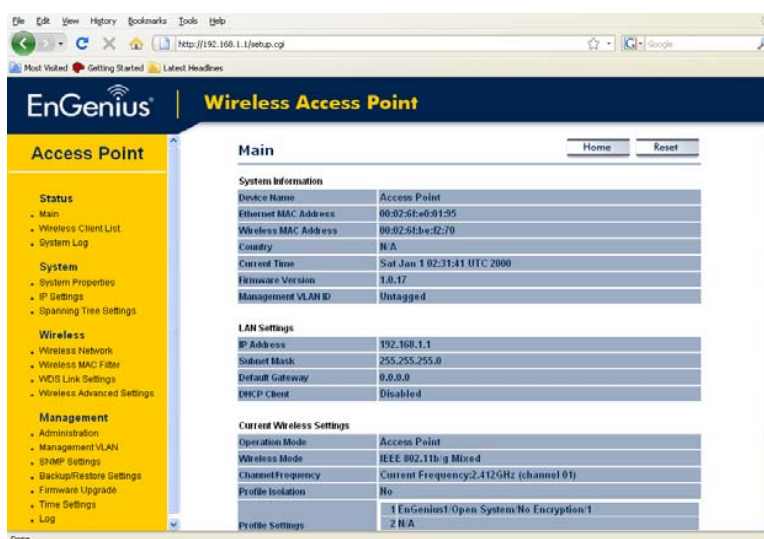 File Edit View History Bookmarks Tools Help
http://192.168.1.1/setup.cgi
Google
Most Visited Getting Started Latest Headlines
EnGenius Wireless Access Point
Access Point
Status
Main
Wireless Client List
System Log
System
System Properties
IP Settings
Spanning Tree Settings
Wireless
Wireless Network
Wireless MAC Filter
WDS Link Settings
Wireless Advanced Settings
Management
Administration
Management VLAN
SNMP Settings
Backup/Restore Settings
Firmware Upgrade
Time Settings
Log
Main Home Reset
System Information
Device Name Access Point
Ethernet MAC Address 00:02:6f:e0:01:95
Wireless MAC Address 00:02:6f:be:f2:70
Country N/A
Current Time Sat Jan 1 02:31:41 UTC 2000
Firmware Version 1.0.17
Management VLAN ID Untagged
LAN Settings
IP Address 192.168.1.1
Subnet Mask 255.255.255.0
Default Gateway 0.0.0.0
DHCP Client Disabled
Current Wireless Settings
Operation Mode Access Point
Wireless Mode IEEE 802.11b/g Mixed
Channel/Frequency Current Frequency:2.412GHz (channel 01)
Profile Isolation No
Profile Settings
1 EnGenius1/Open System/No Encryption/1
2 N/A